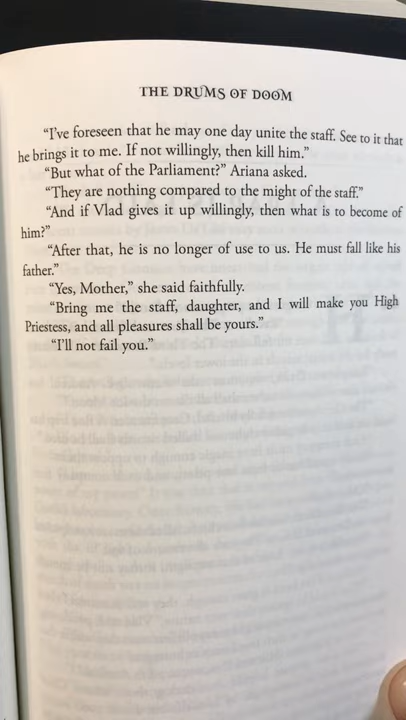 THE DRUMS OF DOOM
“I’ve foreseen that he may one day unite the staff. See to it that
he brings it to me. If not willingly, then kill him.”
“But what of the Parliament?” Ariana asked.
“They are nothing compared to the might of the staff.”
“And if Vlad gives it up willingly, then what is to become of
him?”
“After that, he is no longer of use to us. He must fall like his
father.”
“Yes, Mother,” she said faithfully.
“Bring me the staff, daughter, and I will make you High
Priestess, and all pleasures shall be yours.”
“I’ll not fail you.”